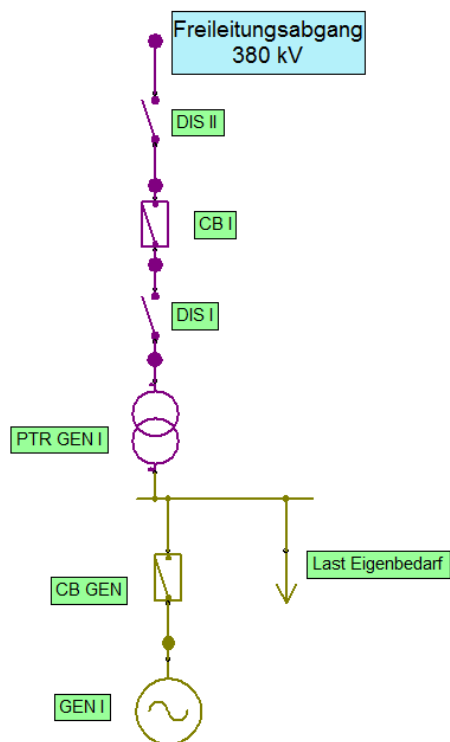 Freileitungsabgang
380 kV
DIS II
CB I
DIS I
PTR GEN I
Last Eigenbedarf
CB GEN
GEN I